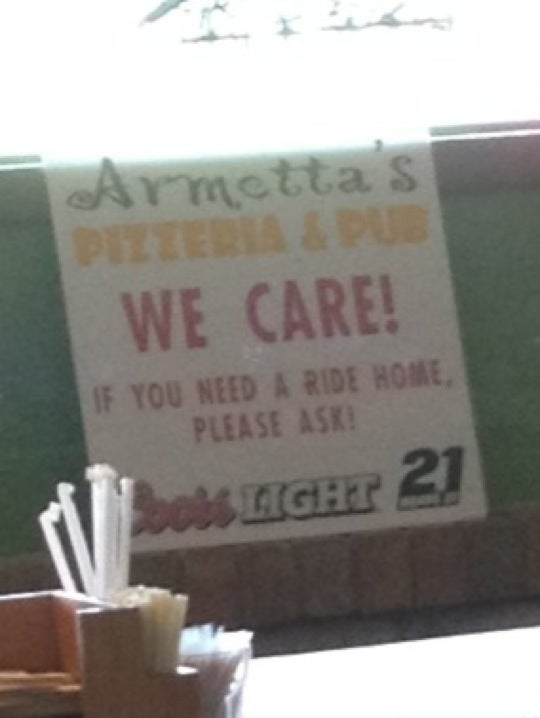 Armetta's
PIZZERIA & PUB
WE CARE!
IF YOU NEED A RIDE HOME,
PLEASE ASK!
Coors LIGHT 21